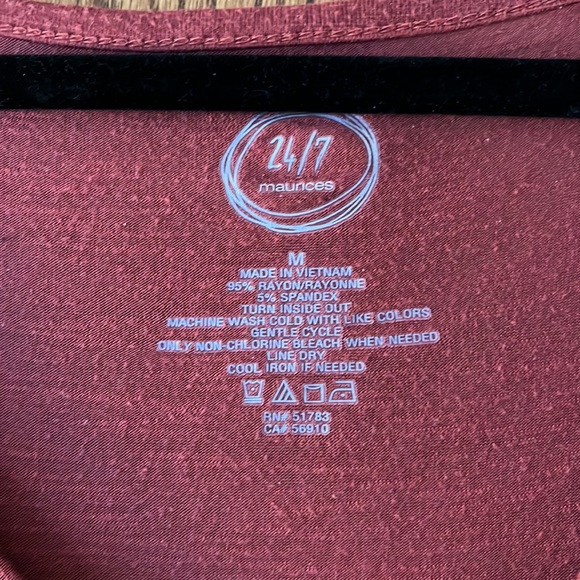 24/7
maurices
M
MADE IN VIETNAM
95% RAYON/RAYONNE
5% SPANDEX
TURN INSIDE OUT
MACHINE WASH COLD WITH LIKE COLORS
GENTLE CYCLE
ONLY NON-CHLORINE BLEACH WHEN NEEDED
LINE DRY
COOL IRON IF NEEDED
RN# 51783
CA# 56910